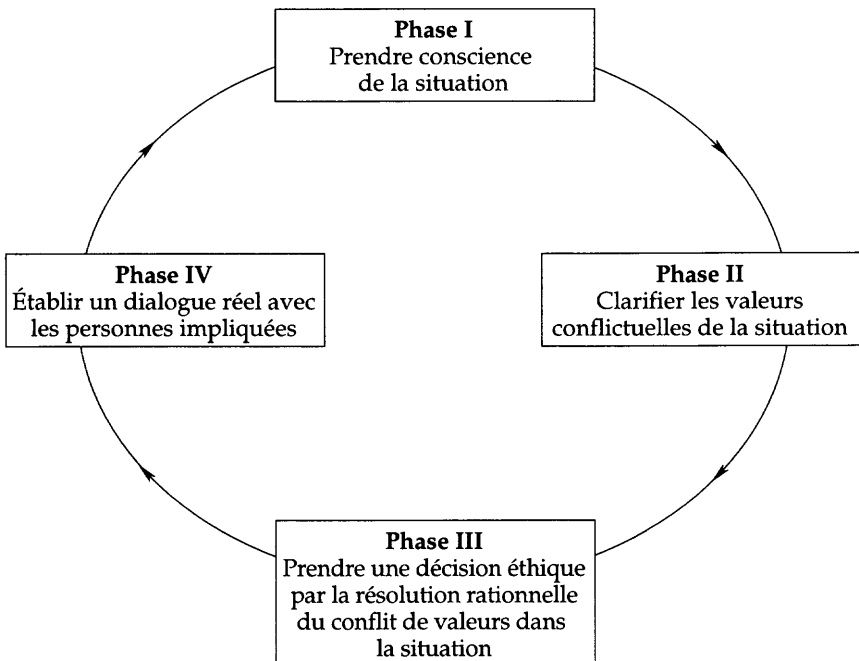 Phase I
Prendre conscience
de la situation
Phase II
Clarifier les valeurs
conflictuelles de la situation
Phase III
Prendre une décision éthique
par la résolution rationnelle
du conflit de valeurs dans
la situation
Phase IV
Établir un dialogue réel avec
les personnes impliquées